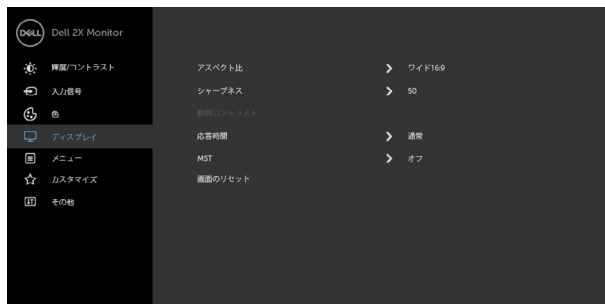 DELL Dell 2X Monitor
輝度/コントラスト アスペクト比 ワイド16:9
入力信号 シャープネス 50
色 動的コントラスト
ディスプレイ 応答時間 通常
メニュー MST オフ
カスタマイズ 画面のリセット
その他